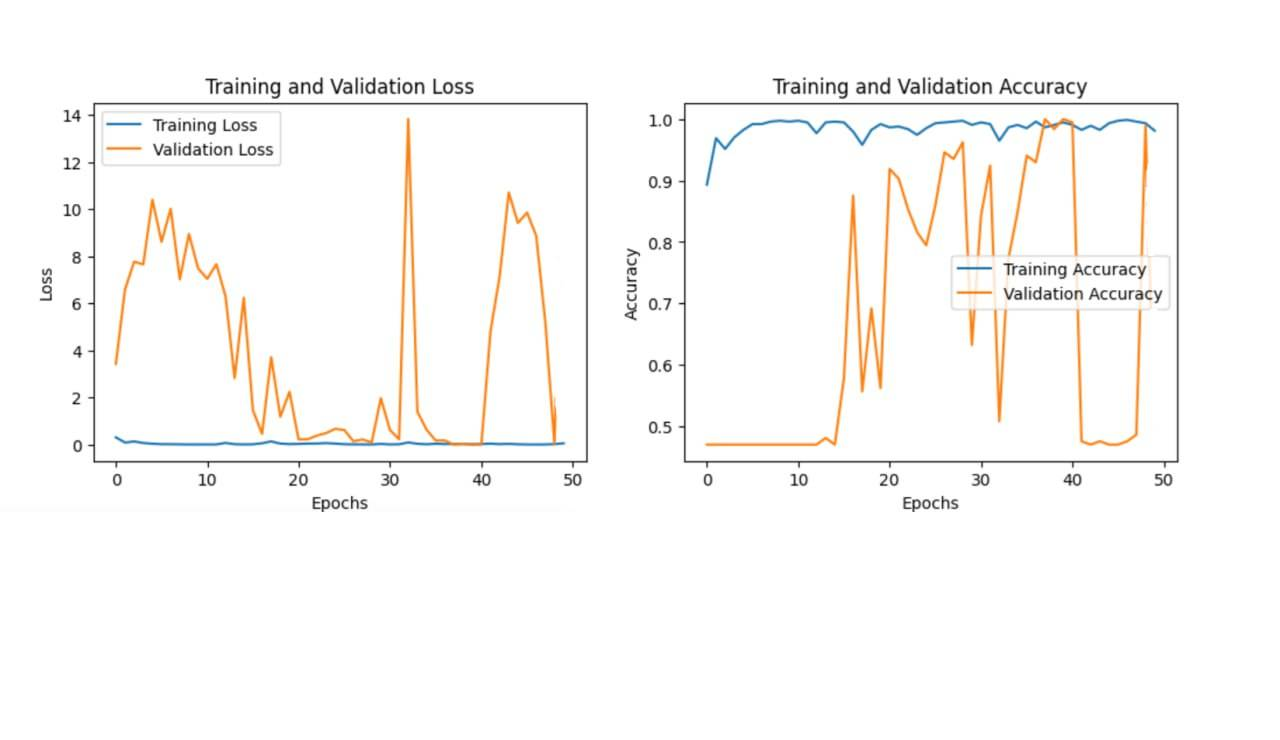 Training and Validation Loss
14
12
10
8
6
4
2
0
Loss
Training Loss
Validation Loss
0 10 20 30 40 50
Epochs
Training and Validation Accuracy
1.0
0.9
0.8
0.7
0.6
0.5
Accuracy
Training Accuracy
Validation Accuracy
0 10 20 30 40 50
Epochs